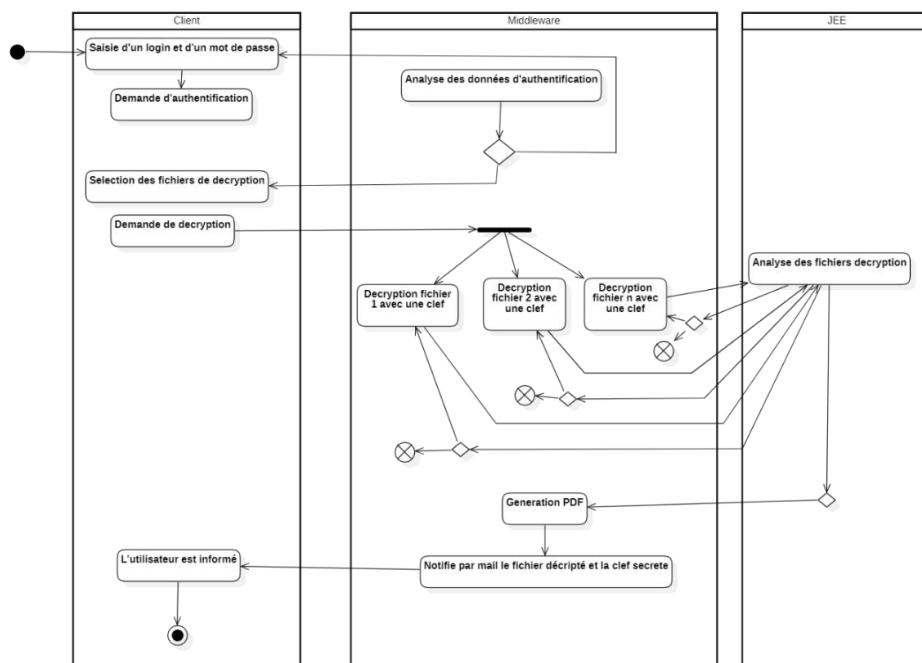 Client
Middleware
JEE
Saisie d'un login et d'un mot de passe
Demande d'authentification
Analyse des données d'authentification
Selection des fichiers de decryption
Demande de decryption
Analyse des fichiers decryption
Decryption fichier
1 avec une clef
Decryption
fichier 2 avec
une clef
Decryption
fichier n avec
une clef
Generation PDF
L'utilisateur est informé
Notifie par mail le fichier décripté et la clef secrete